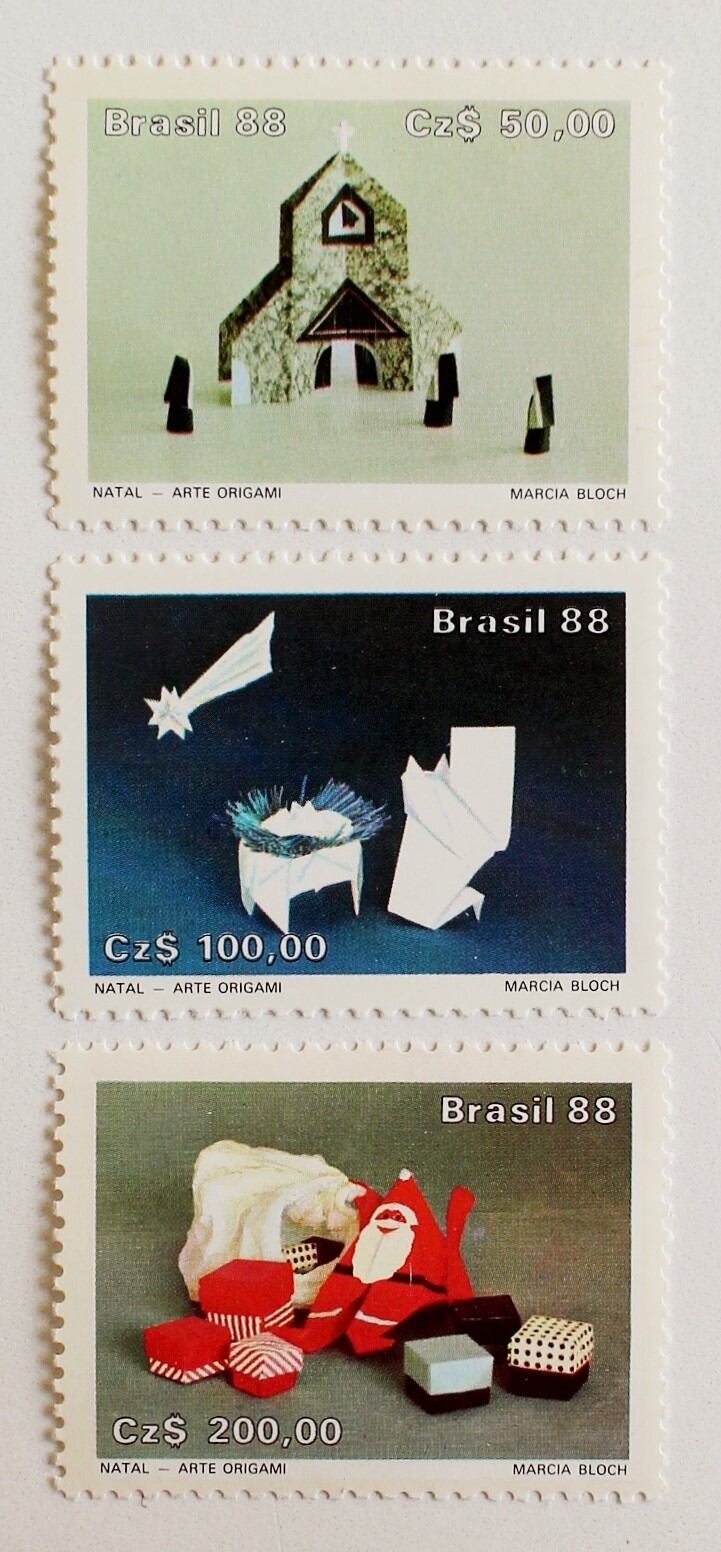 Brasil 88 Cz$ 50,00
NATAL – ARTE ORIGAMI MARCIA BLOCH
Brasil 88
Cz$ 100,00
NATAL – ARTE ORIGAMI MARCIA BLOCH
Brasil 88
Cz$ 200,00
NATAL – ARTE ORIGAMI MARCIA BLOCH